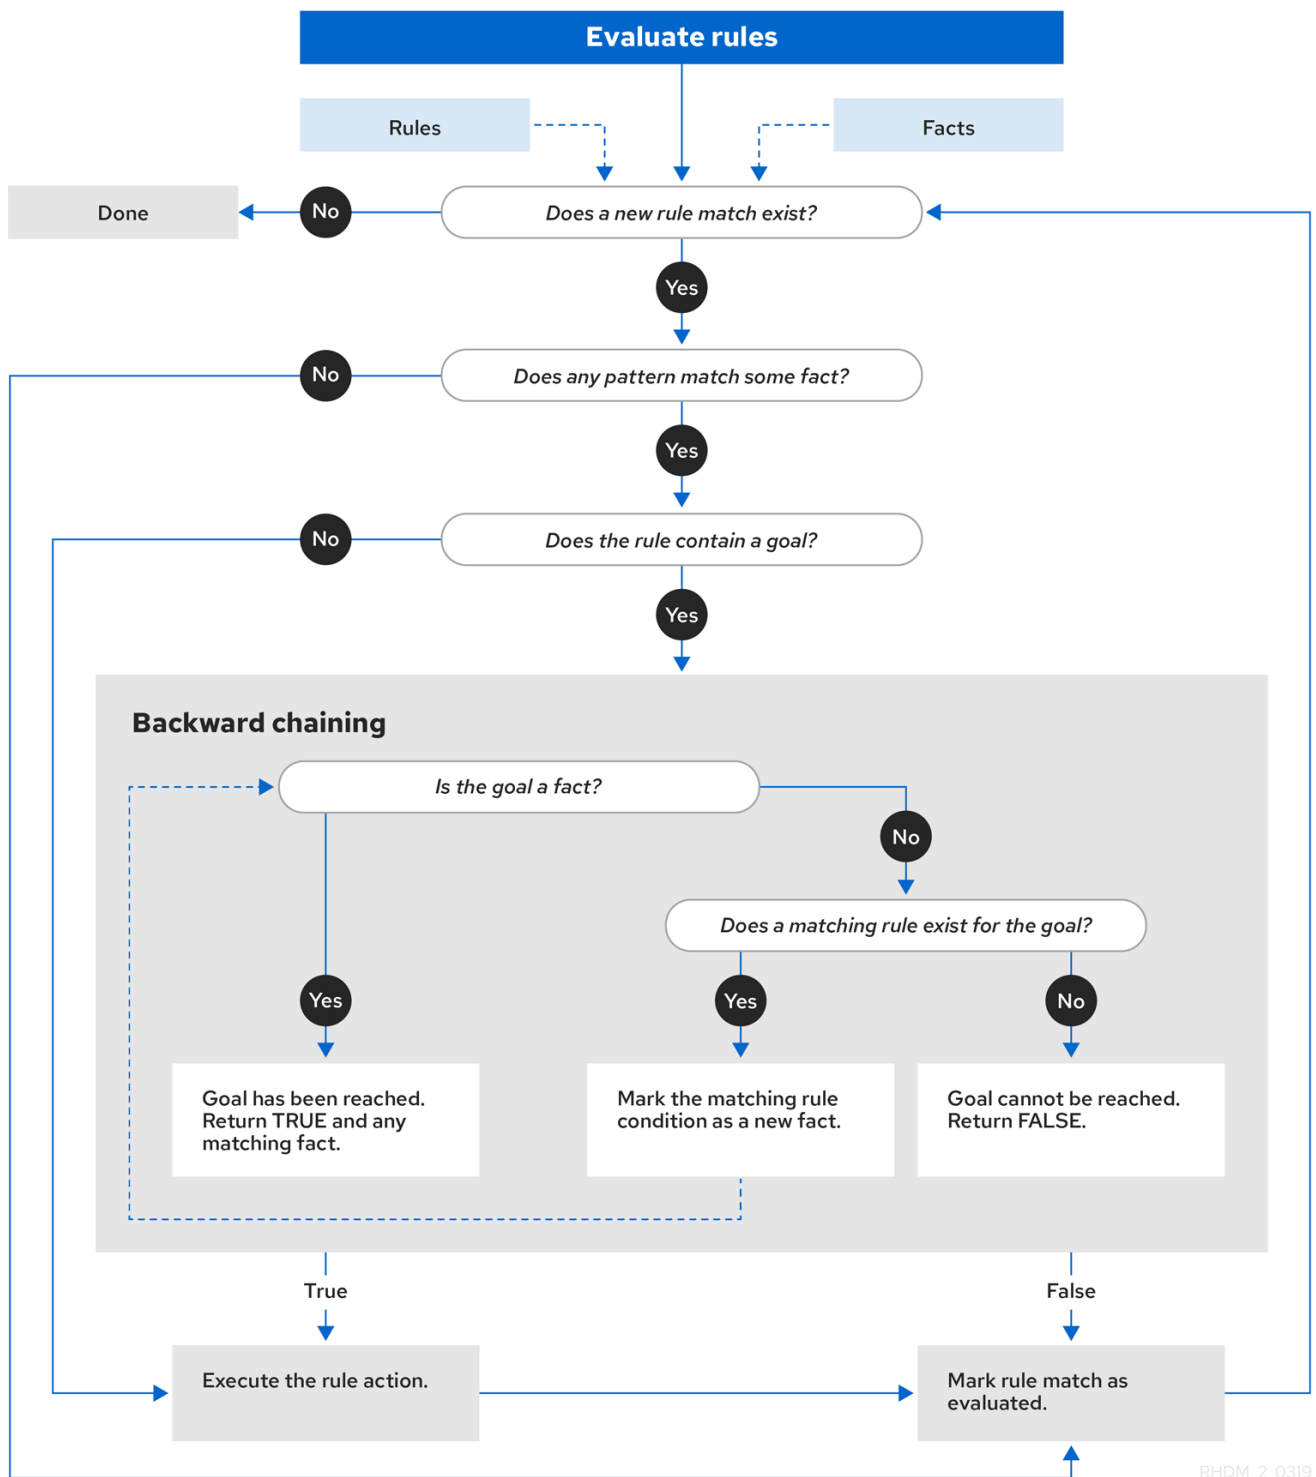 Evaluate rules
Rules
Facts
Done
No
Does a new rule match exist?
Yes
No
Does any pattern match some fact?
Yes
No
Does the rule contain a goal?
Yes
Backward chaining
Is the goal a fact?
No
Does a matching rule exist for the goal?
Yes
Yes
No
Goal has been reached.
Return TRUE and any
matching fact.
Mark the matching rule
condition as a new fact.
Goal cannot be reached.
Return FALSE.
True
False
Execute the rule action.
Mark rule match as
evaluated.
RHDM_2_0319